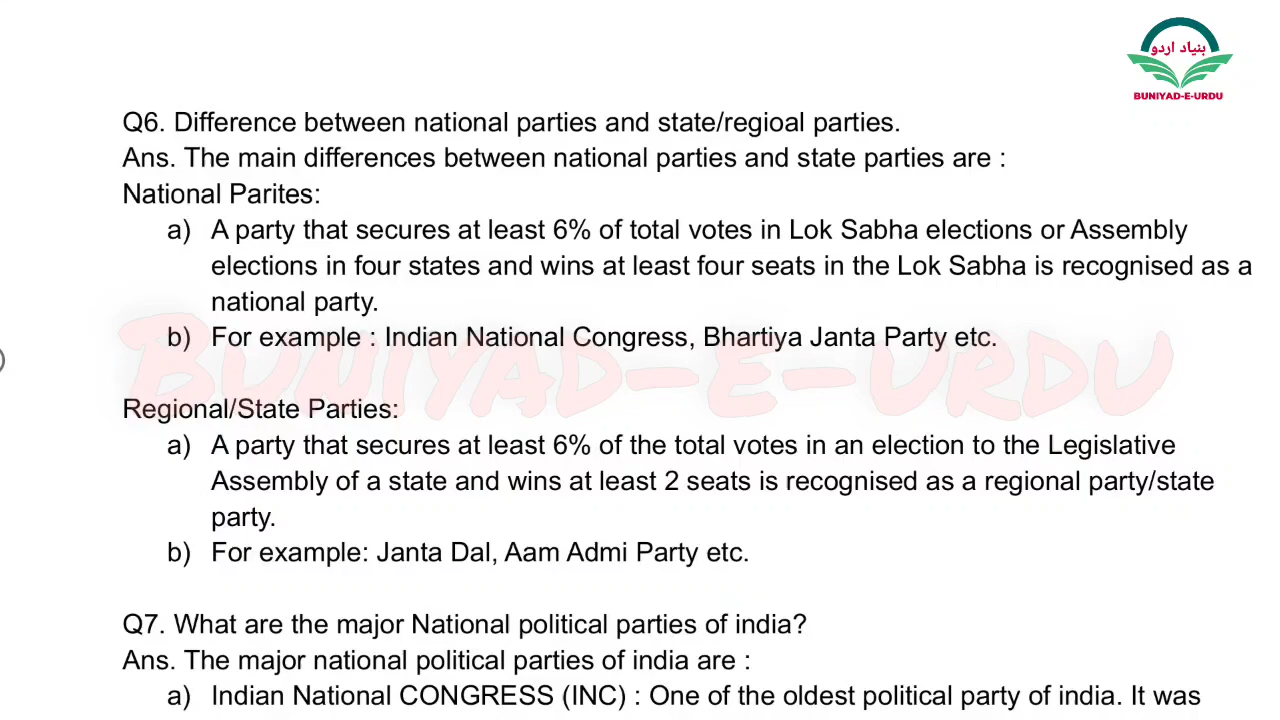 بنیاد اردو
BUNIYAD-E-URDU
Q6. Difference between national parties and state/regioal parties.
Ans. The main differences between national parties and state parties are :
National Parites:
a) A party that secures at least 6% of total votes in Lok Sabha elections or Assembly
elections in four states and wins at least four seats in the Lok Sabha is recognised as a
national party.
b) For example : Indian National Congress, Bhartiya Janta Party etc.
BUNIYAD-E-URDU
Regional/State Parties:
a) A party that secures at least 6% of the total votes in an election to the Legislative
Assembly of a state and wins at least 2 seats is recognised as a regional party/state
party.
b) For example: Janta Dal, Aam Admi Party etc.
Q7. What are the major National political parties of india?
Ans. The major national political parties of india are :
a) Indian National CONGRESS (INC) : One of the oldest political party of india. It was